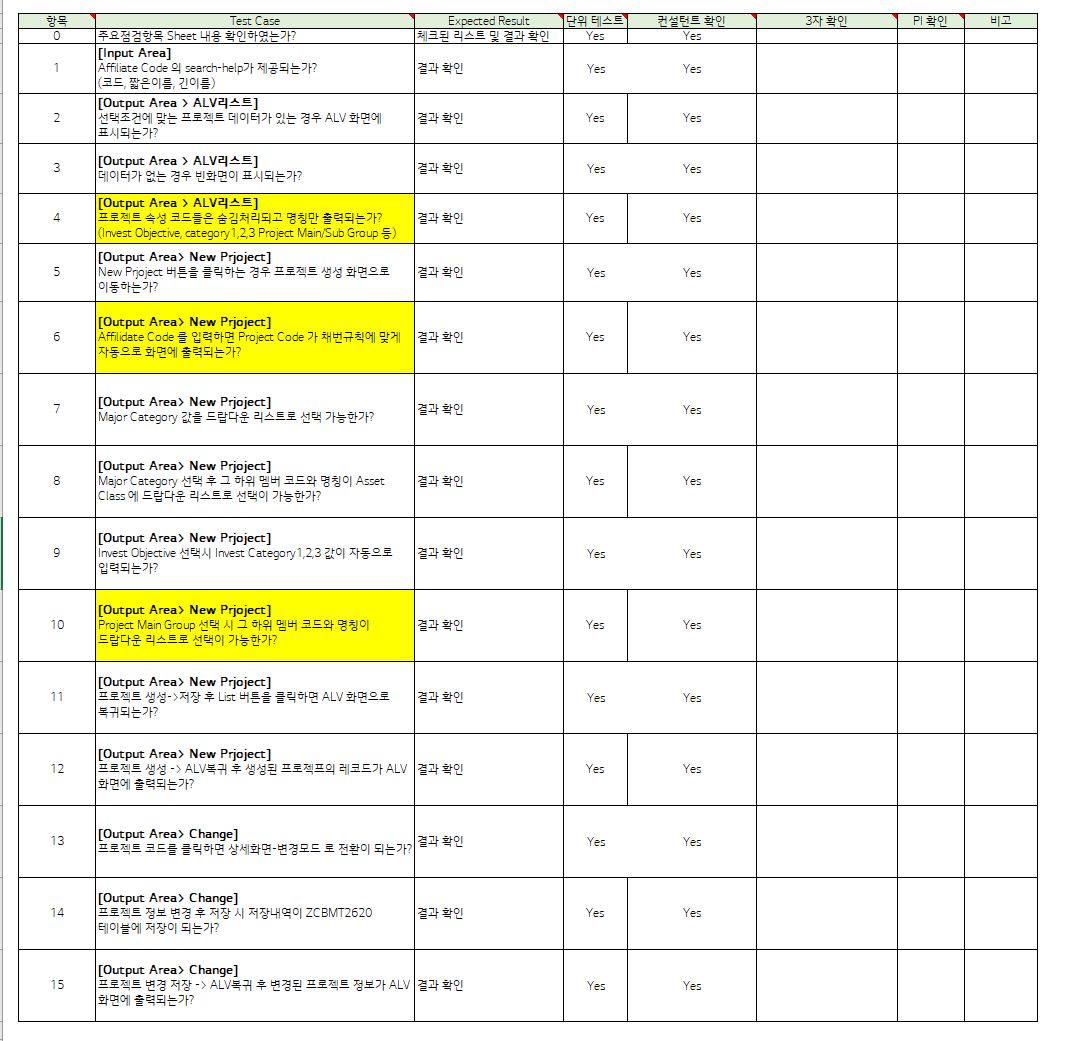 항목 Test Case Expected Result 단위 테스트 컨설턴트 확인 3자 확인 PI 확인 비고
0 주요점검항목 Sheet 내용 확인하였는가? 체크된 리스트 및 결과 확인 Yes Yes
1 [Input Area] 결과 확인 Yes Yes
Affiliate Code 의 search-help가 제공되는가?
(코드, 짧은이름, 긴이름)
2 [Output Area > ALV리스트] 결과 확인 Yes Yes
선택조건에 맞는 프로젝트 데이터가 있는 경우 ALV 화면에
표시되는가?
3 [Output Area > ALV리스트] 결과 확인 Yes Yes
데이터가 없는 경우 빈화면이 표시되는가?
4 [Output Area > ALV리스트] 결과 확인 Yes Yes
프로젝트 속성 코드들은 숨김처리되고 명칭만 출력되는가?
(Invest Objective, category1,2,3 Project Main/Sub Group 등)
5 [Output Area> New Prjoject] 결과 확인 Yes Yes
New Prjoject 버튼을 클릭하는 경우 프로젝트 생성 화면으로
이동하는가?
6 [Output Area> New Prjoject] 결과 확인 Yes Yes
Affilidate Code 를 입력하면 Project Code 가 채번규칙에 맞게
자동으로 화면에 출력되는가?
7 [Output Area> New Prjoject] 결과 확인 Yes Yes
Major Category 값을 드랍다운 리스트로 선택 가능한가?
8 [Output Area> New Prjoject] 결과 확인 Yes Yes
Major Category 선택 후 그 하위 멤버 코드와 명칭이 Asset
Class 에 드랍다운 리스트로 선택이 가능한가?
9 [Output Area> New Prjoject] 결과 확인 Yes Yes
Invest Objective 선택시 Invest Category1,2,3 값이 자동으로
입력되는가?
10 [Output Area> New Prjoject] 결과 확인 Yes Yes
Project Main Group 선택 시 그 하위 멤버 코드와 명칭이
드랍다운 리스트로 선택이 가능한가?
11 [Output Area> New Prjoject] 결과 확인 Yes Yes
프로젝트 생성->저장 후 List 버튼을 클릭하면 ALV 화면으로
복귀되는가?
12 [Output Area> New Prjoject] 결과 확인 Yes Yes
프로젝트 생성 -> ALV복귀 후 생성된 프로젝프의 레코드가 ALV
화면에 출력되는가?
13 [Output Area> Change] 결과 확인 Yes Yes
프로젝트 코드를 클릭하면 상세화면-변경모드 로 전환이 되는가?
14 [Output Area> Change] 결과 확인 Yes Yes
프로젝트 정보 변경 후 저장 시 저장내역이 ZCBMT2620
테이블에 저장이 되는가?
15 [Output Area> Change] 결과 확인 Yes Yes
프로젝트 변경 저장 -> ALV복귀 후 변경된 프로젝트 정보가 ALV
화면에 출력되는가?